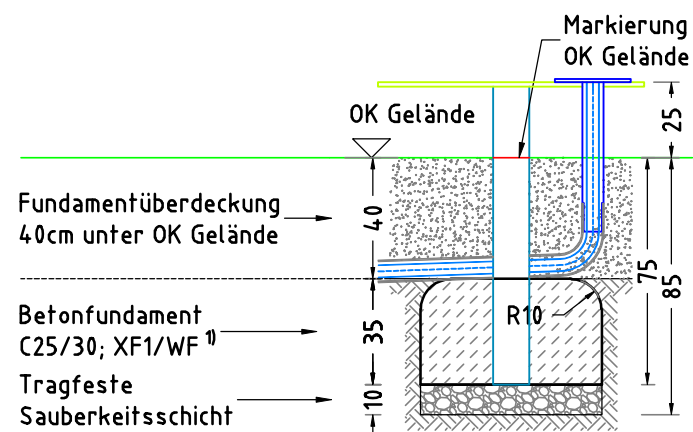 Markierung
OK Gelände
OK Gelände
25
Fundamentüberdeckung
40cm unter OK Gelände
40
75
85
Betonfundament
C25/30; XF1/WF 1)
35
R10
Tragfeste
Sauberkeitsschicht
10